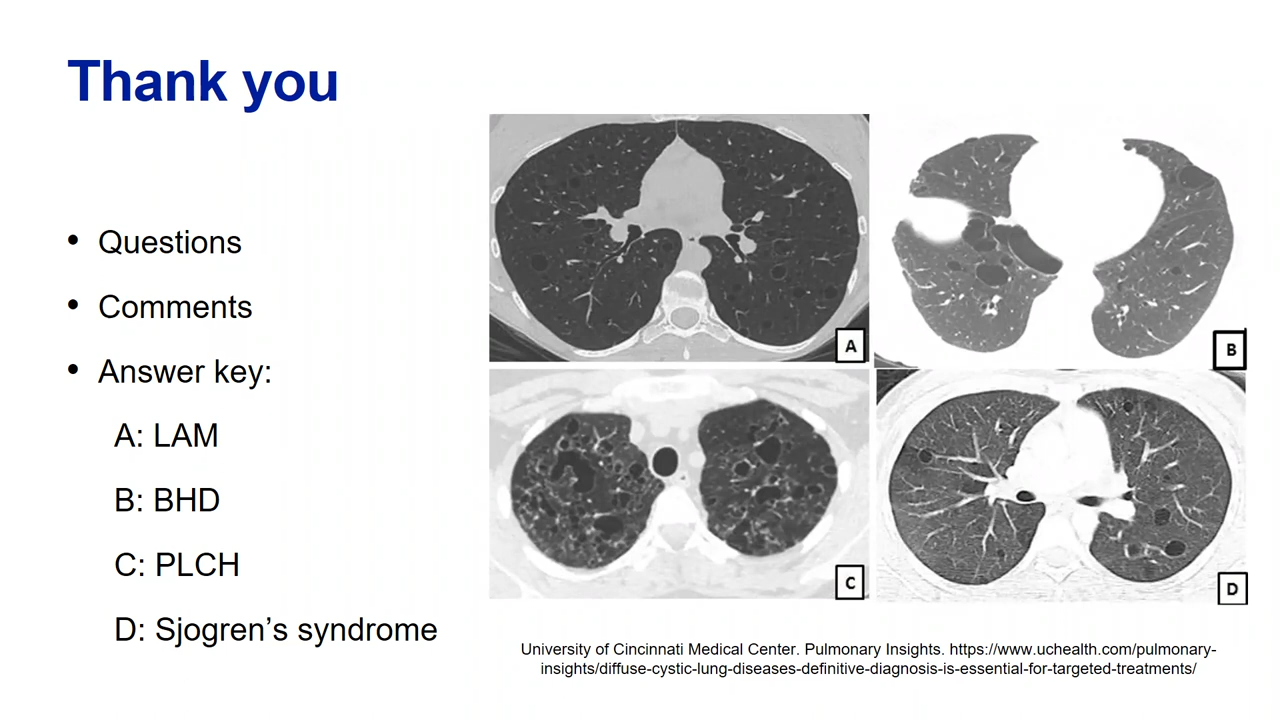 Thank you
• Questions
• Comments
• Answer key:
A: LAM
B: BHD
C: PLCH
D: Sjogren’s syndrome
A
B
C
D
University of Cincinnati Medical Center. Pulmonary Insights. https://www.uchealth.com/pulmonary-
insights/diffuse-cystic-lung-diseases-definitive-diagnosis-is-essential-for-targeted-treatments/